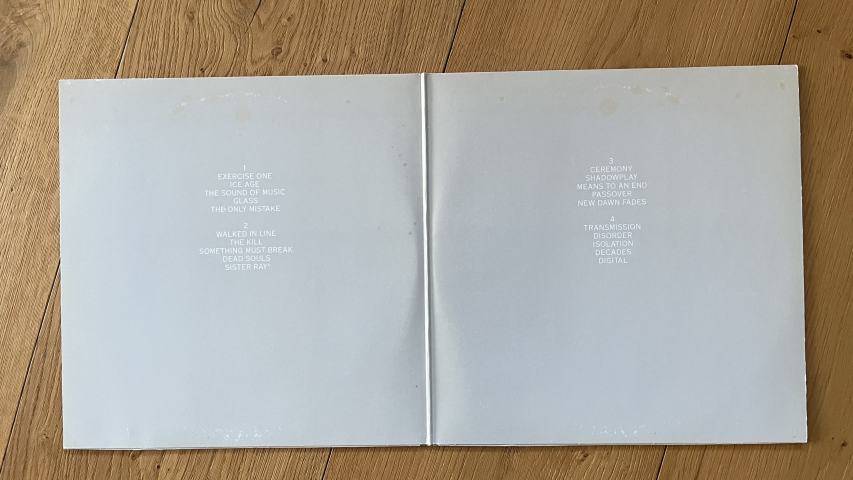 1
EXERCISE ONE
ICE AGE
THE SOUND OF MUSIC
GLASS
THE ONLY MISTAKE
2
WALKED IN LINE
THE KILL
SOMETHING MUST BREAK
DEAD SOULS
SISTER RAY*
3
CEREMONY
SHADOWPLAY
MEANS TO AN END
PASSOVER
NEW DAWN FADES
4
TRANSMISSION
DISORDER
ISOLATION
DECADES
DIGITAL